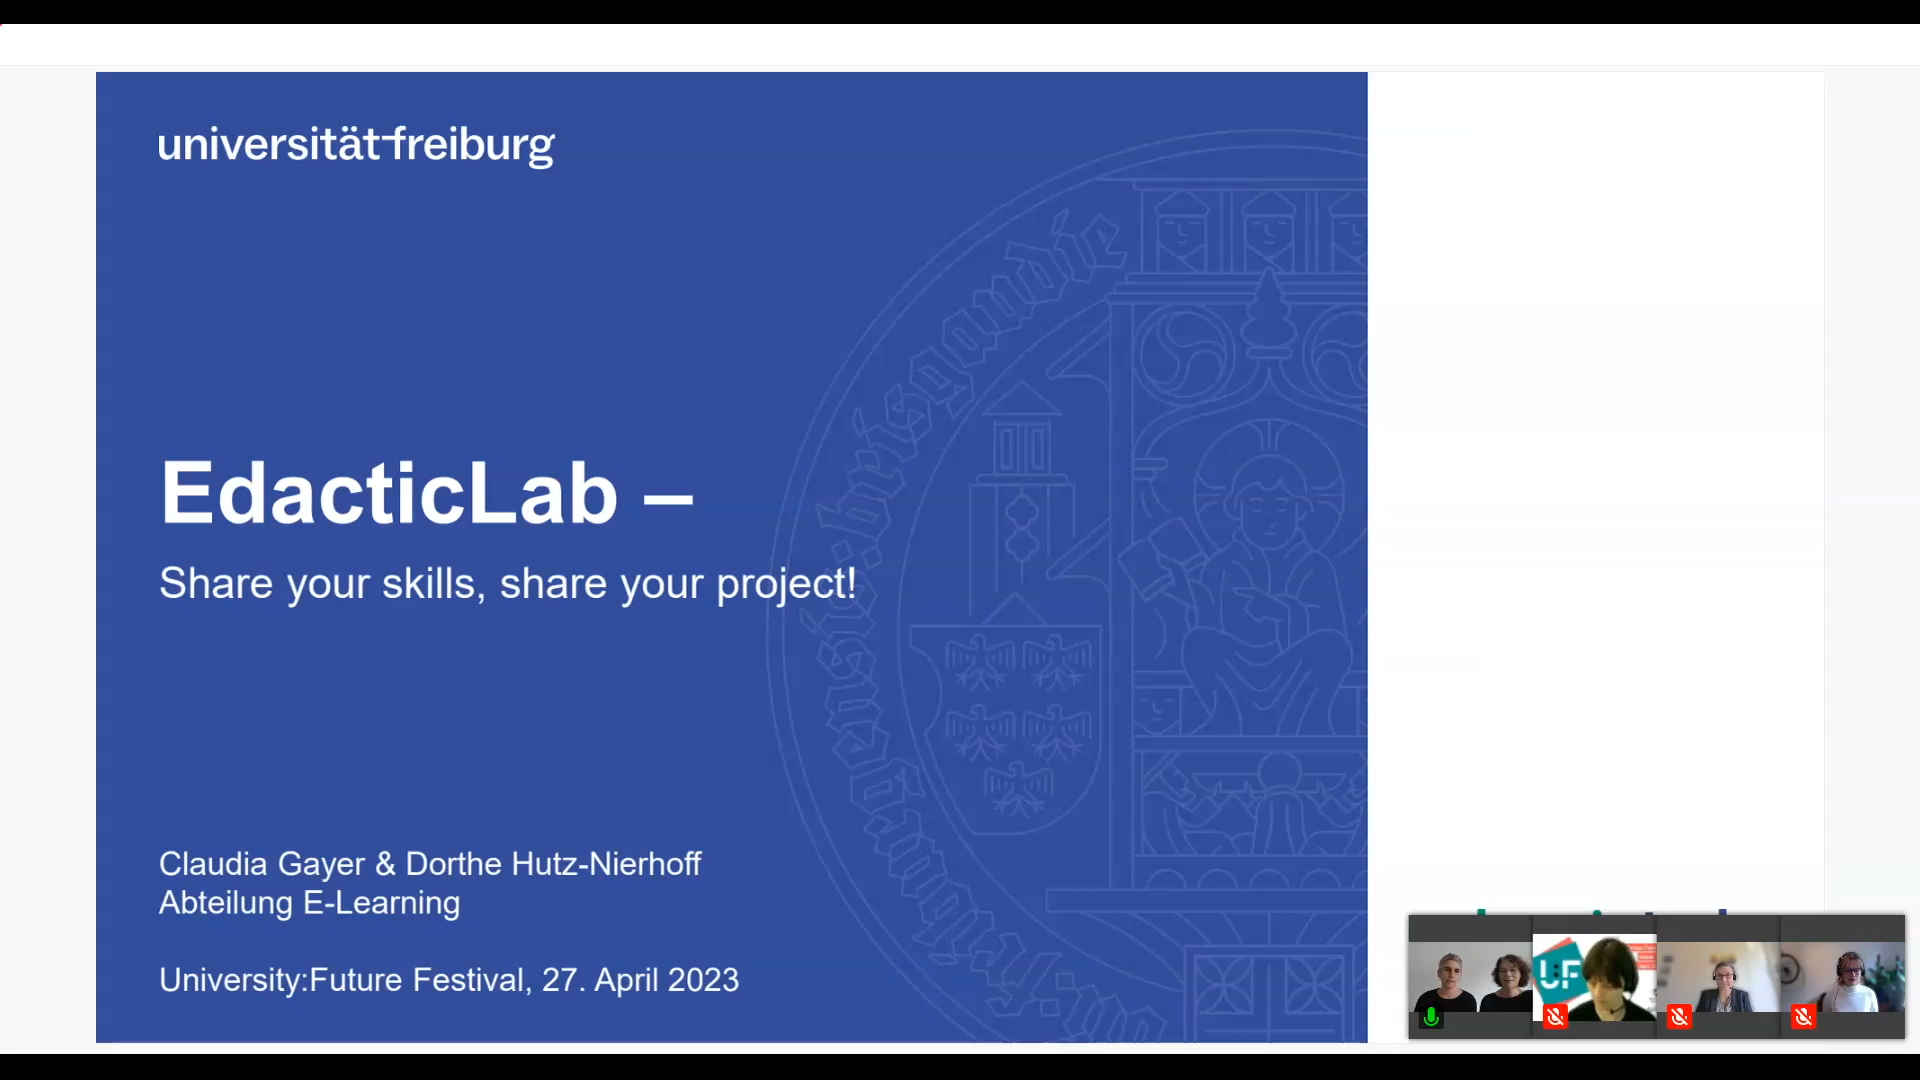 universität freiburg
EdacticLab –
Share your skills, share your project!
Claudia Gayer & Dorthe Hutz-Nierhoff
Abteilung E-Learning
University:Future Festival, 27. April 2023
U:F